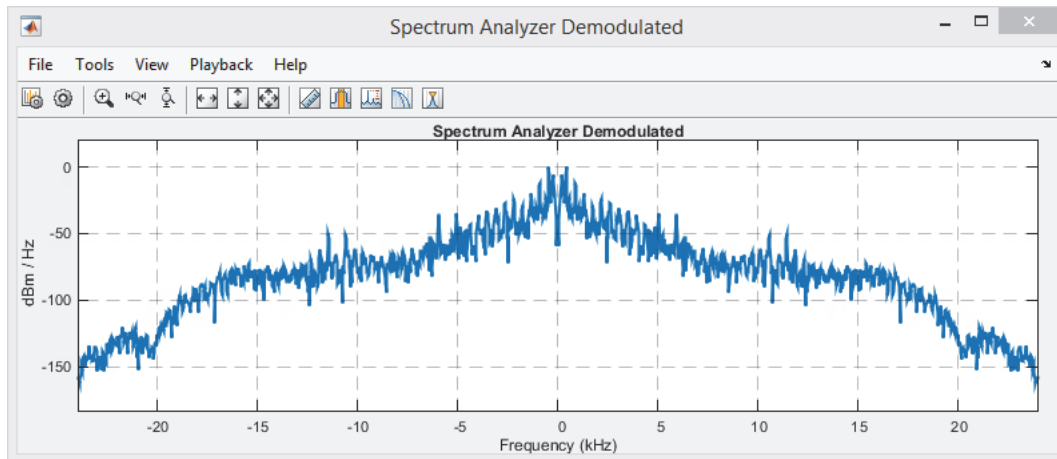 Spectrum Analyzer Demodulated
File Tools View Playback Help
Spectrum Analyzer Demodulated
0
-50
-100
-150
dBm / Hz
-20 -15 -10 -5 0 5 10 15 20
Frequency (kHz)